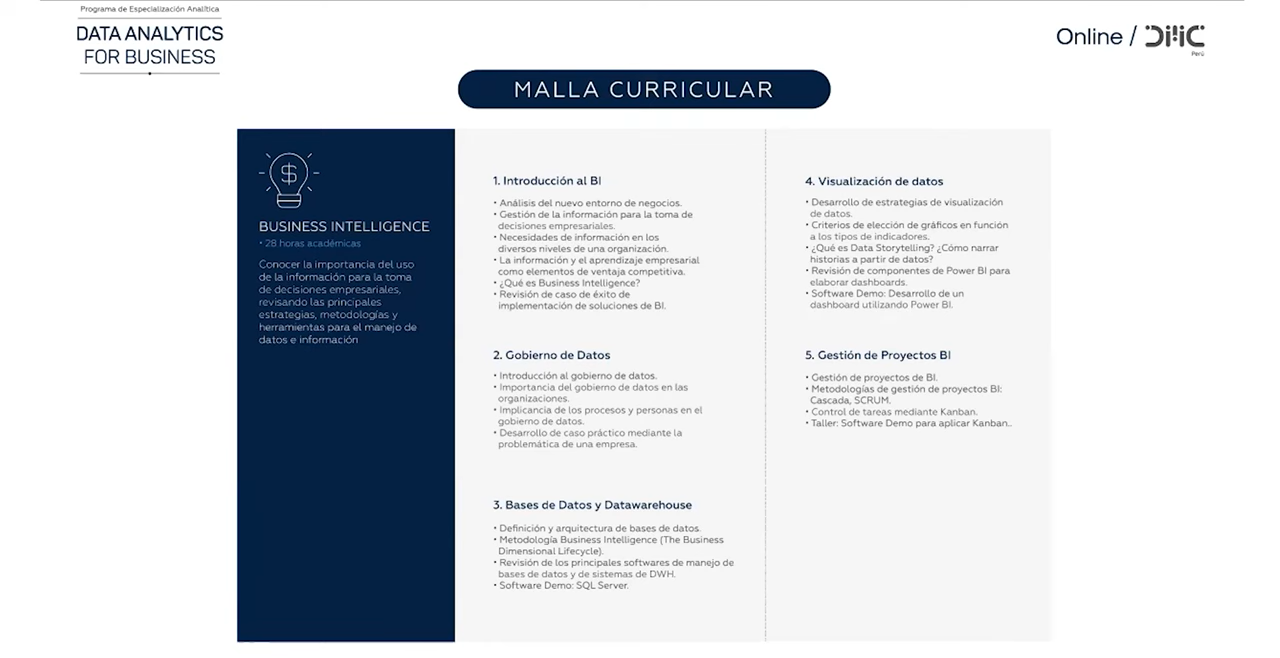 Programa de Especialización Analítica
DATA ANALYTICS
FOR BUSINESS
Online / DMC
Perú
MALLA CURRICULAR
BUSINESS INTELLIGENCE
• 28 horas académicas
Conocer la importancia del uso
de la información para la toma
de decisiones empresariales,
revisando las principales
estrategias, metodologías y
herramientas para el manejo de
datos e información
1. Introducción al BI
• Análisis del nuevo entorno de negocios.
• Gestión de la información para la toma de
decisiones empresariales.
• Necesidades de información en los
diversos niveles de una organización.
• La información y el aprendizaje empresarial
como elementos de ventaja competitiva.
• ¿Qué es Business Intelligence?
• Revisión de caso de éxito de
implementación de soluciones de BI.
2. Gobierno de Datos
• Introducción al gobierno de datos.
• Importancia del gobierno de datos en las
organizaciones.
• Implicancia de los procesos y personas en el
gobierno de datos.
• Desarrollo de caso práctico mediante la
problemática de una empresa.
3. Bases de Datos y Datawarehouse
• Definición y arquitectura de bases de datos.
• Metodología Business Intelligence (The Business
Dimensional Lifecycle).
• Revisión de los principales softwares de manejo de
bases de datos y de sistemas de DWH.
• Software Demo: SQL Server.
4. Visualización de datos
• Desarrollo de estrategias de visualización
de datos.
• Criterios de elección de gráficos en función
a los tipos de indicadores.
• ¿Qué es Data Storytelling? ¿Cómo narrar
historias a partir de datos?
• Revisión de componentes de Power BI para
elaborar dashboards.
• Software Demo: Desarrollo de un
dashboard utilizando Power BI.
5. Gestión de Proyectos BI
• Gestión de proyectos de BI.
• Metodologías de gestión de proyectos BI:
Cascada, SCRUM.
• Control de tareas mediante Kanban.
• Taller: Software Demo para aplicar Kanban..